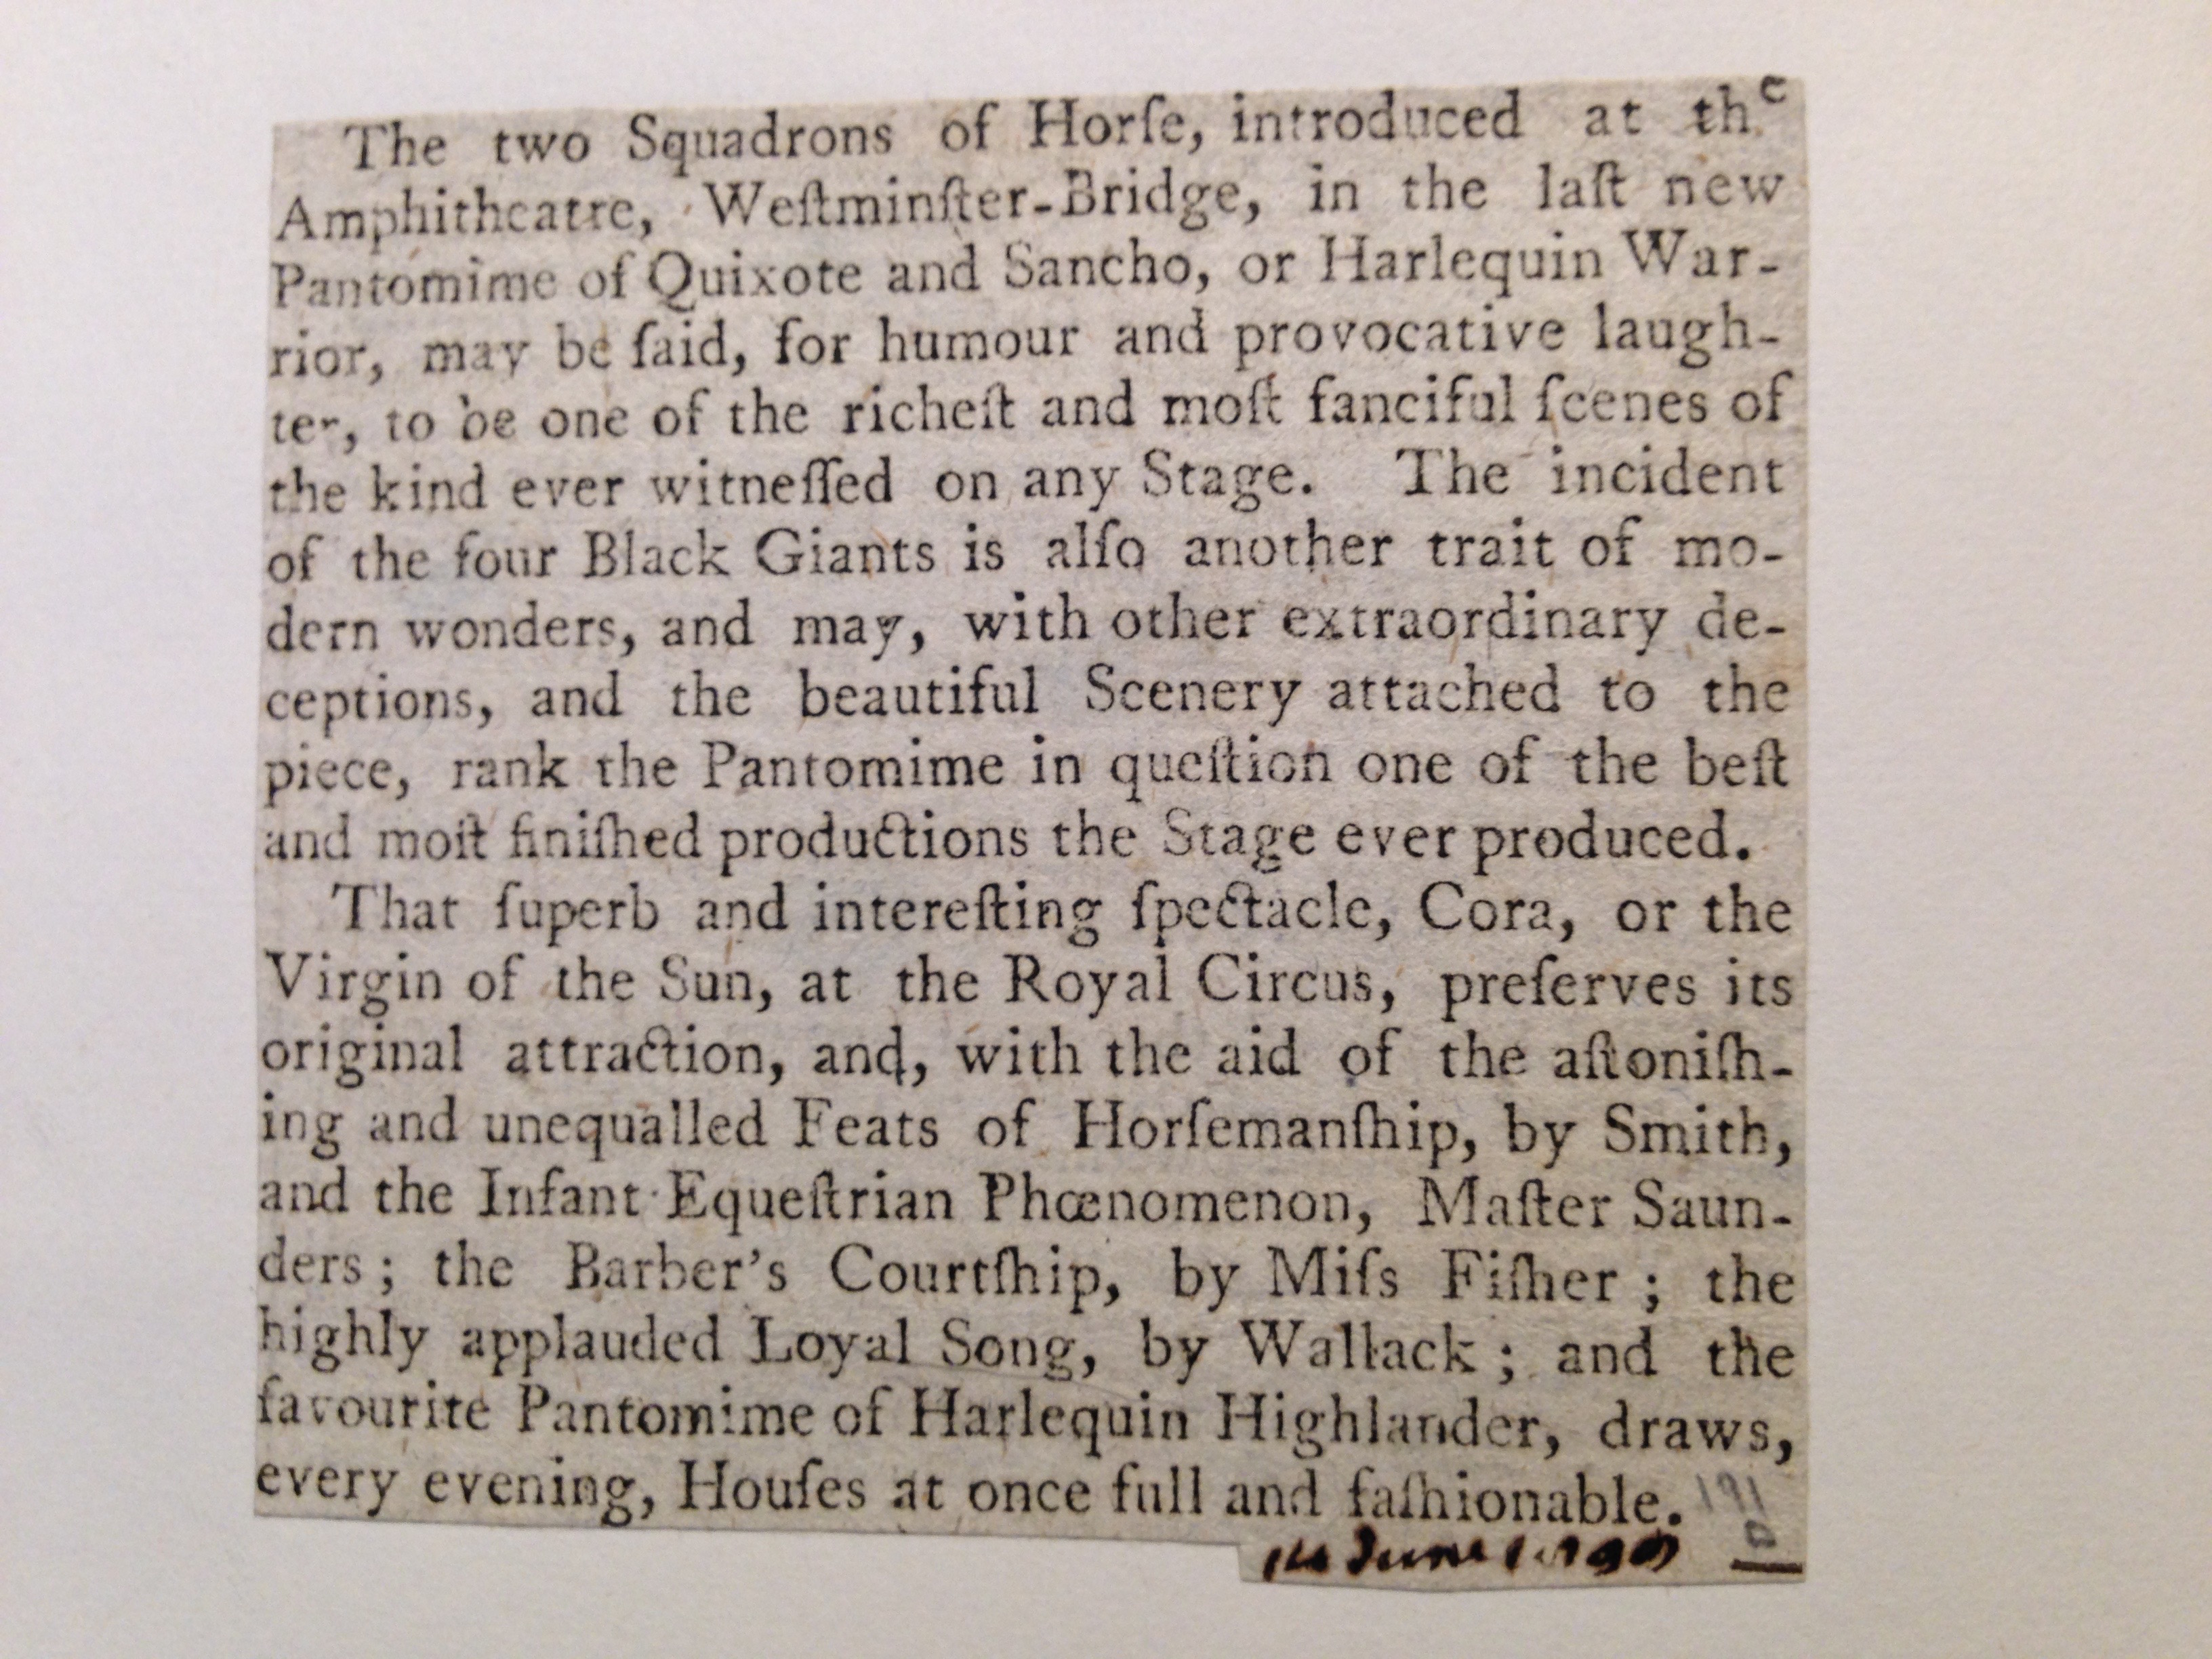 The two Squadrons of Horſe, introduced at the
Amphitheatre, Weſtminſter-Bridge, in the laſt new
Pantomime of Quixote and Sancho, or Harlequin War-
rior, may be ſaid, for humour and provocative laugh-
ter, to be one of the richeſt and moſt fanciful ſcenes of
the kind ever witneſſed on any Stage. The incident
of the four Black Giants is alſo another trait of mo-
dern wonders, and may, with other extraordinary de-
ceptions, and the beautiful Scenery attached to the
piece, rank the Pantomime in queſtion one of the beſt
and moſt finiſhed productions the Stage ever produced.
That ſuperb and intereſting ſpectacle, Cora, or the
Virgin of the Sun, at the Royal Circus, preſerves its
original attraction, and, with the aid of the aſtoniſh-
ing and unequalled Feats of Horſemanſhip, by Smith,
and the Infant Equeſtrian Phœnomenon, Maſter Saun-
ders; the Barber's Courtſhip, by Miſs Fiſher; the
highly applauded Loyal Song, by Wallack; and the
favourite Pantomime of Harlequin Highlander, draws,
every evening, Houſes at once full and faſhionable.
June